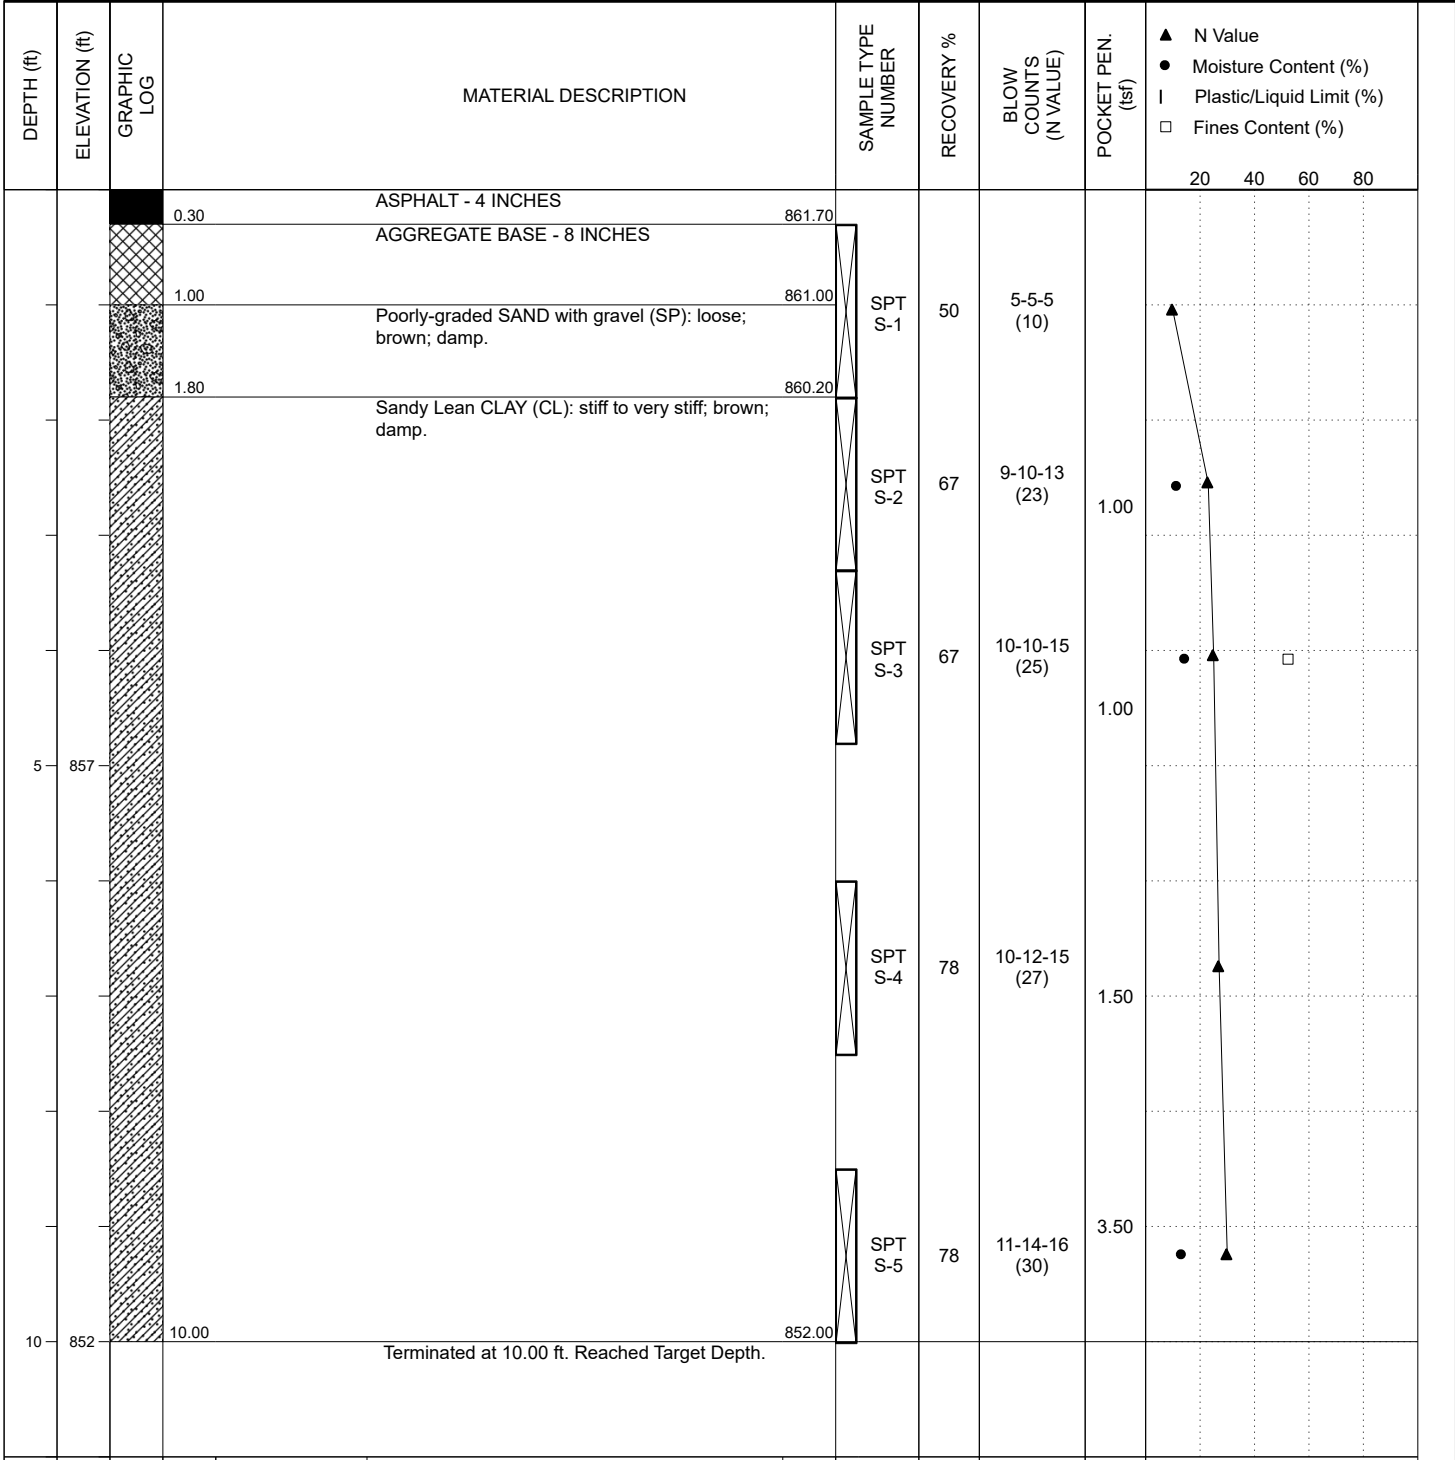 DEPTH (ft)
ELEVATION (ft)
GRAPHIC
LOG
MATERIAL DESCRIPTION
SAMPLE TYPE
NUMBER
RECOVERY %
BLOW
COUNTS
(N VALUE)
POCKET PEN.
(tsf)
▲ N Value
● Moisture Content (%)
| Plastic/Liquid Limit (%)
□ Fines Content (%)
20 40 60 80
ASPHALT - 4 INCHES
0.30 861.70
AGGREGATE BASE - 8 INCHES
1.00 861.00
Poorly-graded SAND with gravel (SP): loose;
brown; damp.
SPT
S-1
50
5-5-5
(10)
1.80 860.20
Sandy Lean CLAY (CL): stiff to very stiff; brown;
damp.
SPT
S-2
67
9-10-13
(23)
1.00
SPT
S-3
67
10-10-15
(25)
1.00
5 857
SPT
S-4
78
10-12-15
(27)
1.50
3.50
SPT
S-5
78
11-14-16
(30)
10 852 10.00 852.00
Terminated at 10.00 ft. Reached Target Depth.